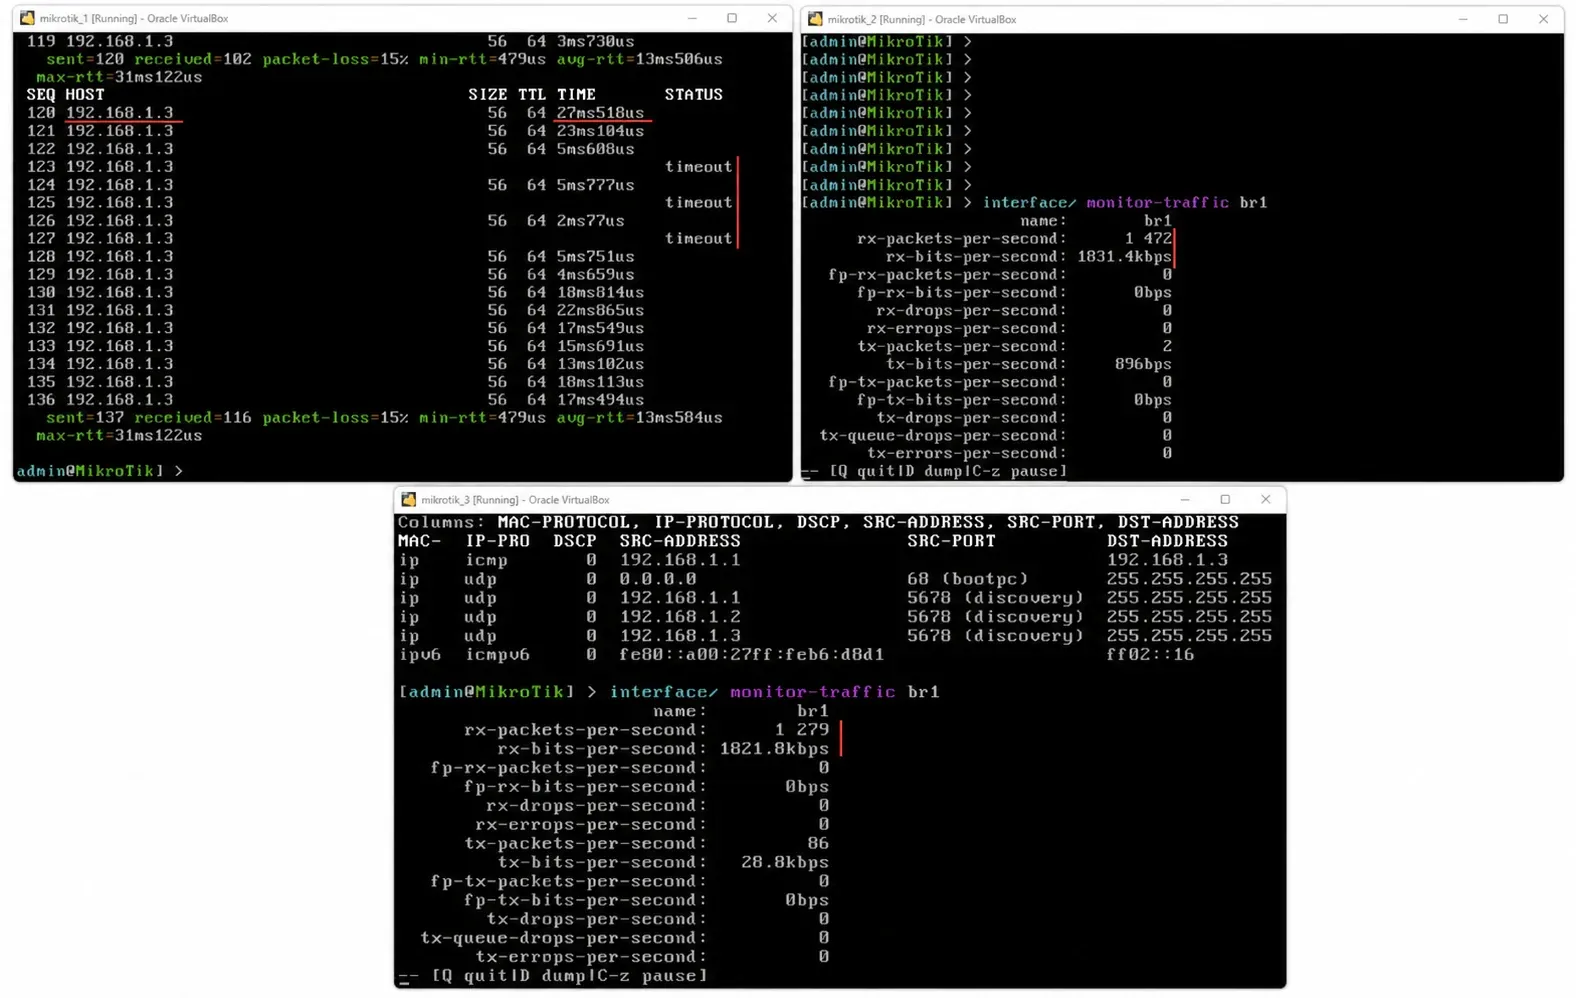 mikrotik_1 [Running] - Oracle VirtualBox
119 192.168.1.3 56 64 3ms730us
sent=120 received=102 packet-loss=15% min-rtt=479us avg-rtt=13ms506us
max-rtt=31ms122us
SEQ HOST SIZE TTL TIME STATUS
120 192.168.1.3 56 64 27ms518us
121 192.168.1.3 56 64 23ms104us
122 192.168.1.3 56 64 5ms608us
123 192.168.1.3 timeout
124 192.168.1.3 56 64 5ms777us
125 192.168.1.3 timeout
126 192.168.1.3 56 64 2ms77us
127 192.168.1.3 timeout
128 192.168.1.3 56 64 5ms751us
129 192.168.1.3 56 64 4ms659us
130 192.168.1.3 56 64 18ms814us
131 192.168.1.3 56 64 22ms865us
132 192.168.1.3 56 64 17ms549us
133 192.168.1.3 56 64 15ms691us
134 192.168.1.3 56 64 13ms102us
135 192.168.1.3 56 64 18ms113us
136 192.168.1.3 56 64 17ms494us
sent=137 received=116 packet-loss=15% min-rtt=479us avg-rtt=13ms584us
max-rtt=31ms122us
admin@MikroTik] >
mikrotik_2 [Running] - Oracle VirtualBox
[admin@MikroTik] >
[admin@MikroTik] >
[admin@MikroTik] >
[admin@MikroTik] >
[admin@MikroTik] >
[admin@MikroTik] >
[admin@MikroTik] >
[admin@MikroTik] >
[admin@MikroTik] >
[admin@MikroTik] > interface/ monitor-traffic br1
name: br1
rx-packets-per-second: 1 472
rx-bits-per-second: 1831.4kbps
fp-rx-packets-per-second: 0
fp-rx-bits-per-second: 0bps
rx-drops-per-second: 0
rx-errops-per-second: 0
tx-packets-per-second: 2
tx-bits-per-second: 896bps
fp-tx-packets-per-second: 0
fp-tx-bits-per-second: 0bps
tx-drops-per-second: 0
tx-queue-drops-per-second: 0
tx-errors-per-second: 0
-- [Q quit|D dump|C-z pause]
mikrotik_3 [Running] - Oracle VirtualBox
Columns: MAC-PROTOCOL, IP-PROTOCOL, DSCP, SRC-ADDRESS, SRC-PORT, DST-ADDRESS
MAC- IP-PRO DSCP SRC-ADDRESS SRC-PORT DST-ADDRESS
ip icmp 0 192.168.1.1 192.168.1.3
ip udp 0 0.0.0.0 68 (bootpc) 255.255.255.255
ip udp 0 192.168.1.1 5678 (discovery) 255.255.255.255
ip udp 0 192.168.1.2 5678 (discovery) 255.255.255.255
ip udp 0 192.168.1.3 5678 (discovery) 255.255.255.255
ipv6 icmpv6 0 fe80::a00:27ff:feb6:d8d1 ff02::16
[admin@MikroTik] > interface/ monitor-traffic br1
name: br1
rx-packets-per-second: 1 279
rx-bits-per-second: 1821.8kbps
fp-rx-packets-per-second: 0
fp-rx-bits-per-second: 0bps
rx-drops-per-second: 0
rx-errops-per-second: 0
tx-packets-per-second: 86
tx-bits-per-second: 28.8kbps
fp-tx-packets-per-second: 0
fp-tx-bits-per-second: 0bps
tx-drops-per-second: 0
tx-queue-drops-per-second: 0
tx-errops-per-second: 0
-- [Q quit|D dump|C-z pause]